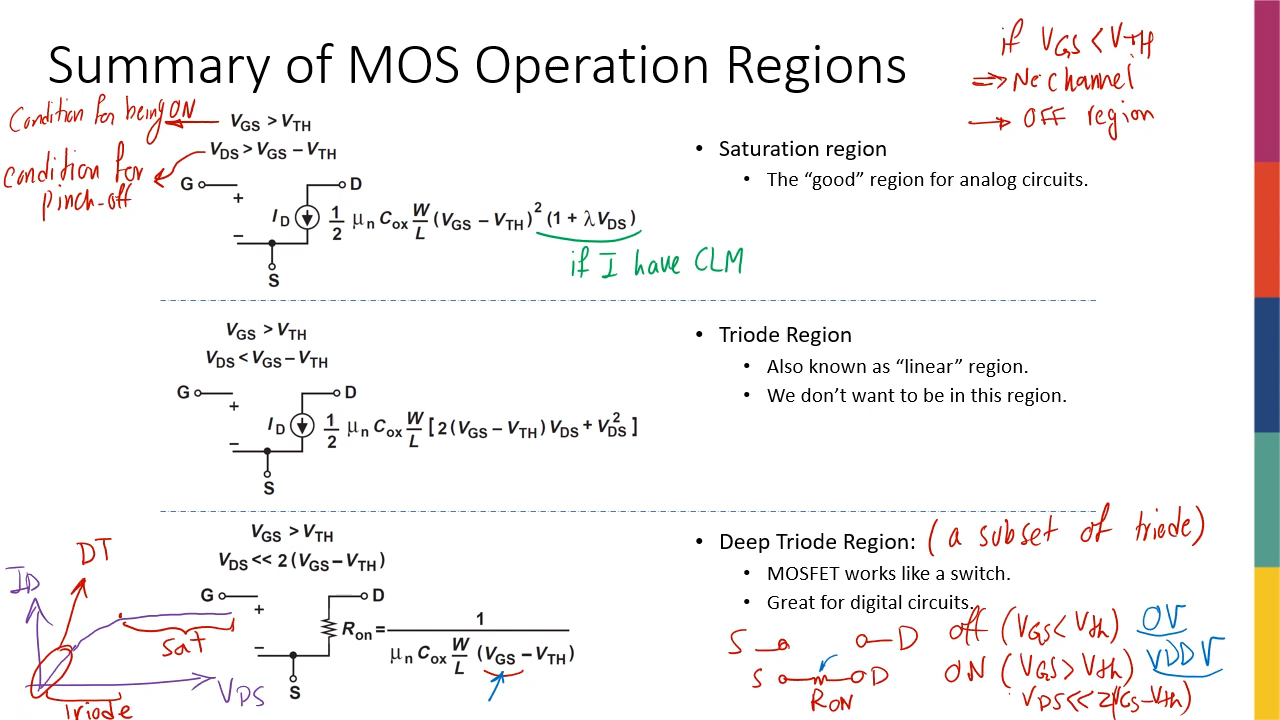 Summary of MOS Operation Regions
if VGS < VTH
⇒ No channel
→ OFF region
Condition for being ON
VGS > VTH
Condition for pinch-off
VDS > VGS – VTH
• Saturation region
• The “good” region for analog circuits.
G
+
–
D
S
ID 1/2 μn Cox W/L (VGS – VTH)² (1 + λVDS)
if I have CLM
VGS > VTH
VDS < VGS – VTH
• Triode Region
• Also known as “linear” region.
• We don’t want to be in this region.
G
+
–
D
S
ID 1/2 μn Cox W/L [2(VGS – VTH) VDS + VDS²]
VGS > VTH
VDS << 2(VGS – VTH)
• Deep Triode Region: (a subset of triode)
• MOSFET works like a switch.
• Great for digital circuits.
G
+
–
D
S
Ron = 1 / μn Cox W/L (VGS – VTH)
DT
ID
Sat
VDS
Triode
S D off (VGS < Vth) 0V
S D ON (VGS > Vth) VDD V
RON VDS << 2(VGS – Vth)